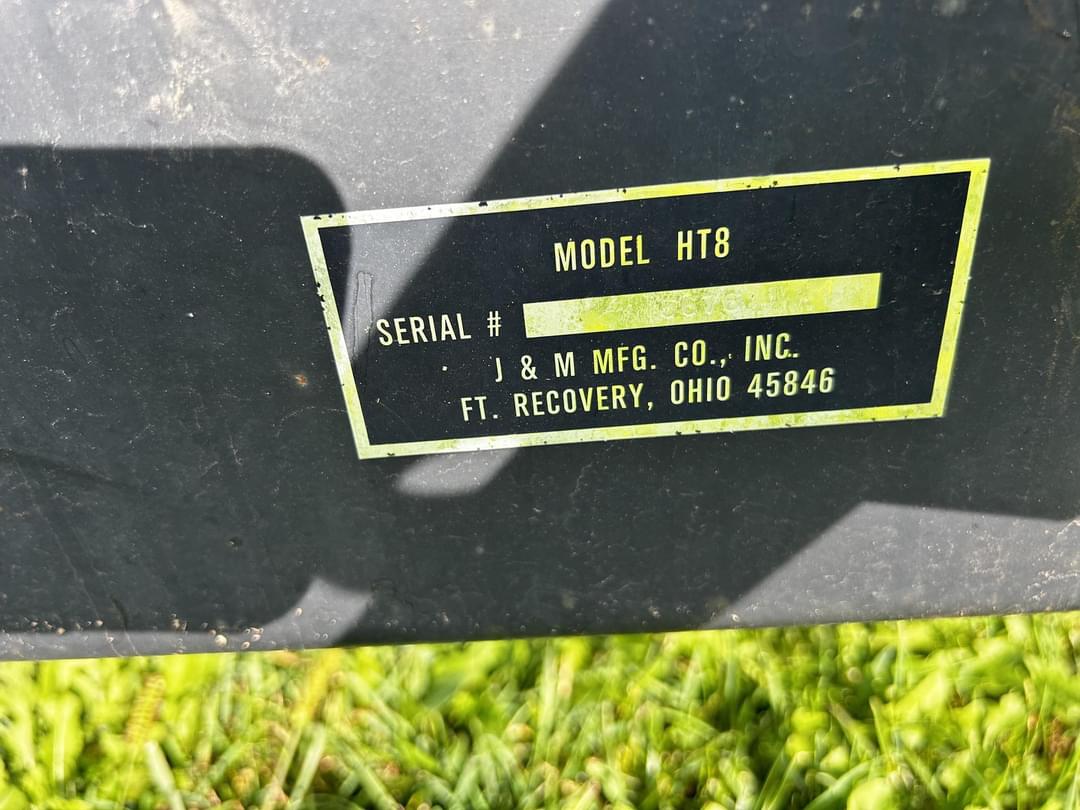 MODEL HT8
SERIAL #
J & M MFG. CO., INC.
FT. RECOVERY, OHIO 45846